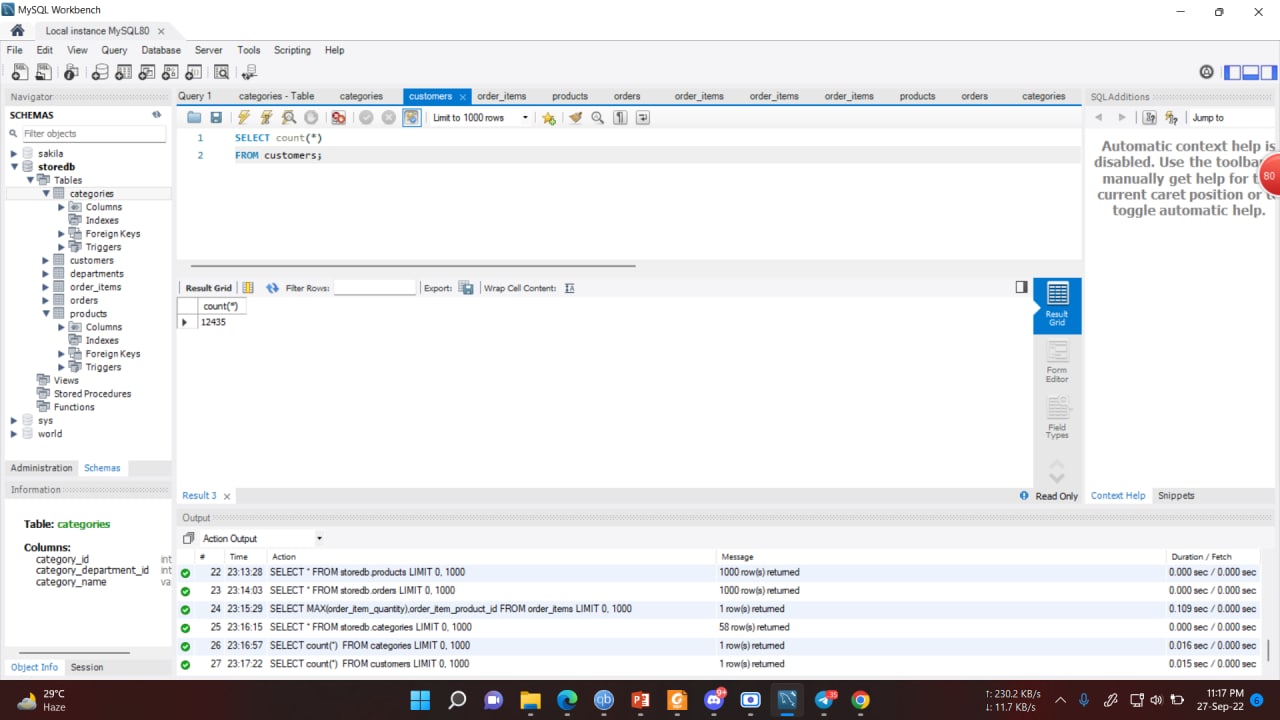 MySQL Workbench
Local instance MySQL80
File Edit View Query Database Server Tools Scripting Help
Navigator
SCHEMAS
Filter objects
sakila
storedb
Tables
categories
Columns
Indexes
Foreign Keys
Triggers
customers
departments
order_items
orders
products
Columns
Indexes
Foreign Keys
Triggers
Views
Stored Procedures
Functions
sys
world
Administration Schemas
Information
Table: categories
Columns:
category_id int
category_department_id int
category_name va
Object Info Session
Query 1 categories - Table categories customers order_items products orders order_items order_items order_items products orders categories
Limit to 1000 rows
1 SELECT count(*)
2 FROM customers;
Result Grid Filter Rows: Export: Wrap Cell Content:
count(*)
12435
Result Grid
Form Editor
Field Types
Result 3 Read Only
SQLAdditions
Jump to
Automatic context help is
disabled. Use the toolba
manually get help for t
current caret position or t
toggle automatic help.
80
Context Help Snippets
Output
Action Output
# Time Action Message Duration / Fetch
22 23:13:28 SELECT * FROM storedb.products LIMIT 0, 1000 1000 row(s) returned 0.000 sec / 0.000 sec
23 23:14:03 SELECT * FROM storedb.orders LIMIT 0, 1000 1000 row(s) returned 0.000 sec / 0.000 sec
24 23:15:29 SELECT MAX(order_item_quantity),order_item_product_id FROM order_items LIMIT 0, 1000 1 row(s) returned 0.109 sec / 0.000 sec
25 23:16:15 SELECT * FROM storedb.categories LIMIT 0, 1000 58 row(s) returned 0.000 sec / 0.000 sec
26 23:16:57 SELECT count(*) FROM categories LIMIT 0, 1000 1 row(s) returned 0.016 sec / 0.000 sec
27 23:17:22 SELECT count(*) FROM customers LIMIT 0, 1000 1 row(s) returned 0.015 sec / 0.000 sec
29°C
Haze
9+
35
↑: 230.2 KB/s
↓: 11.7 KB/s
11:17 PM
27-Sep-22
6